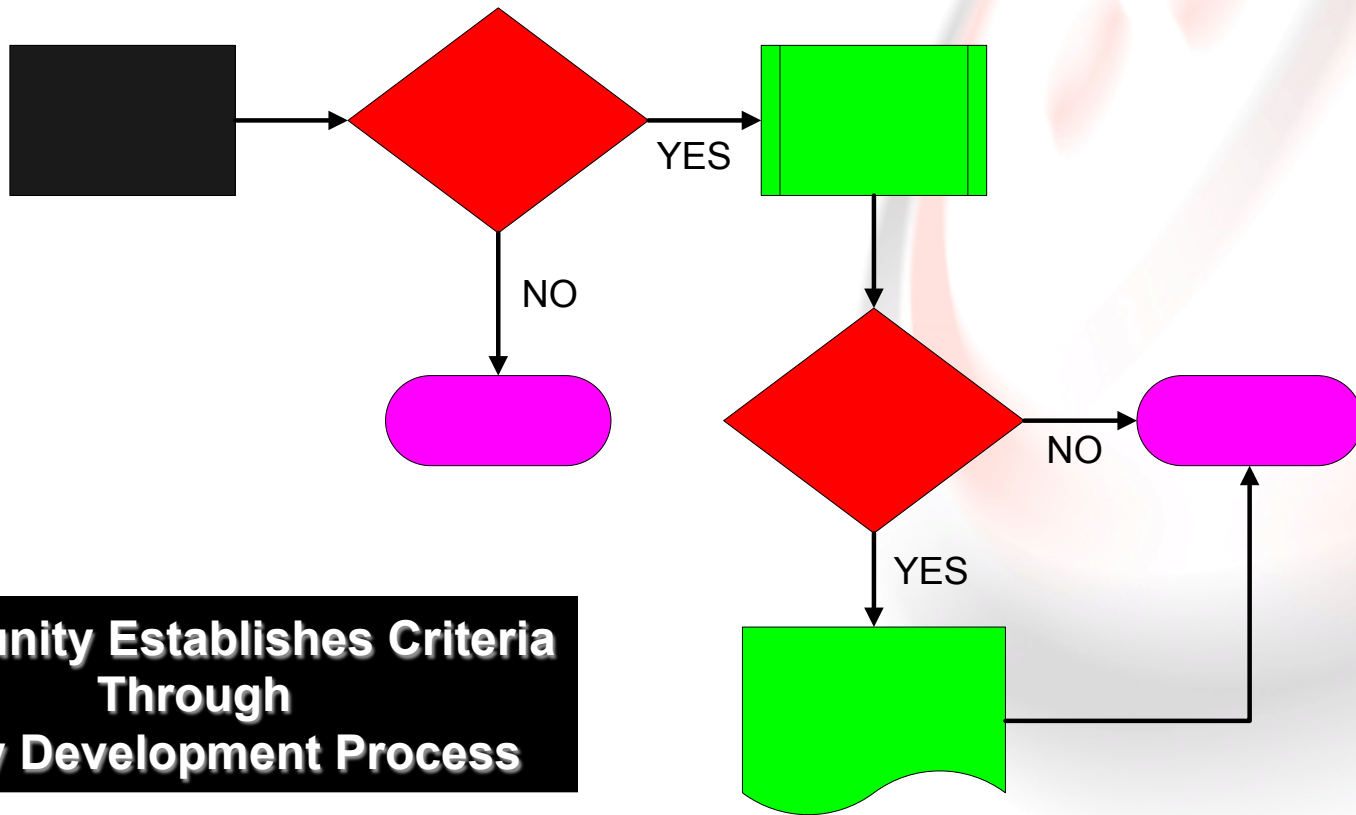 YES
NO
NO
YES
unity Establishes Criteria
Through
Development Process